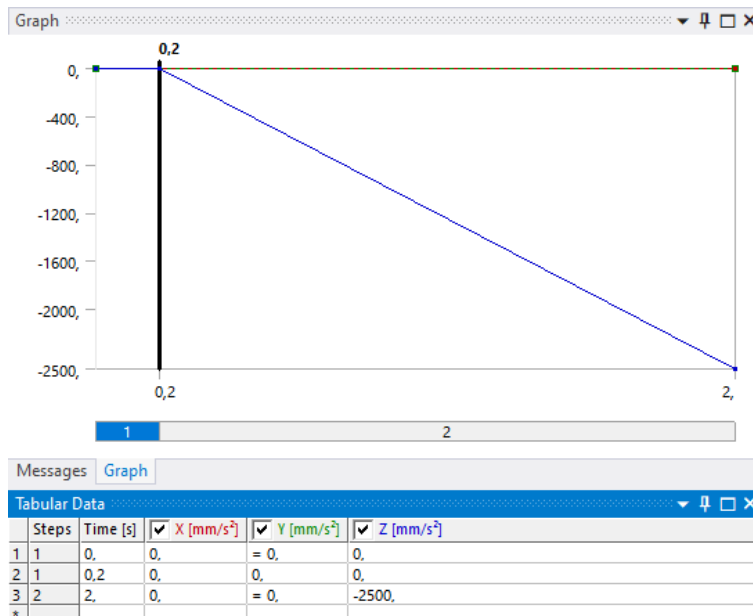 Graph
0,2
0,
-400,
-800,
-1200,
-1600,
-2000,
-2500,
0,2 2,
1 2
Messages Graph
Tabular Data
Steps Time [s] X [mm/s²] Y [mm/s²] Z [mm/s²]
1 1 0, 0, = 0, 0,
2 1 0,2 0, 0, 0,
3 2 2, 0, = 0, -2500,
*